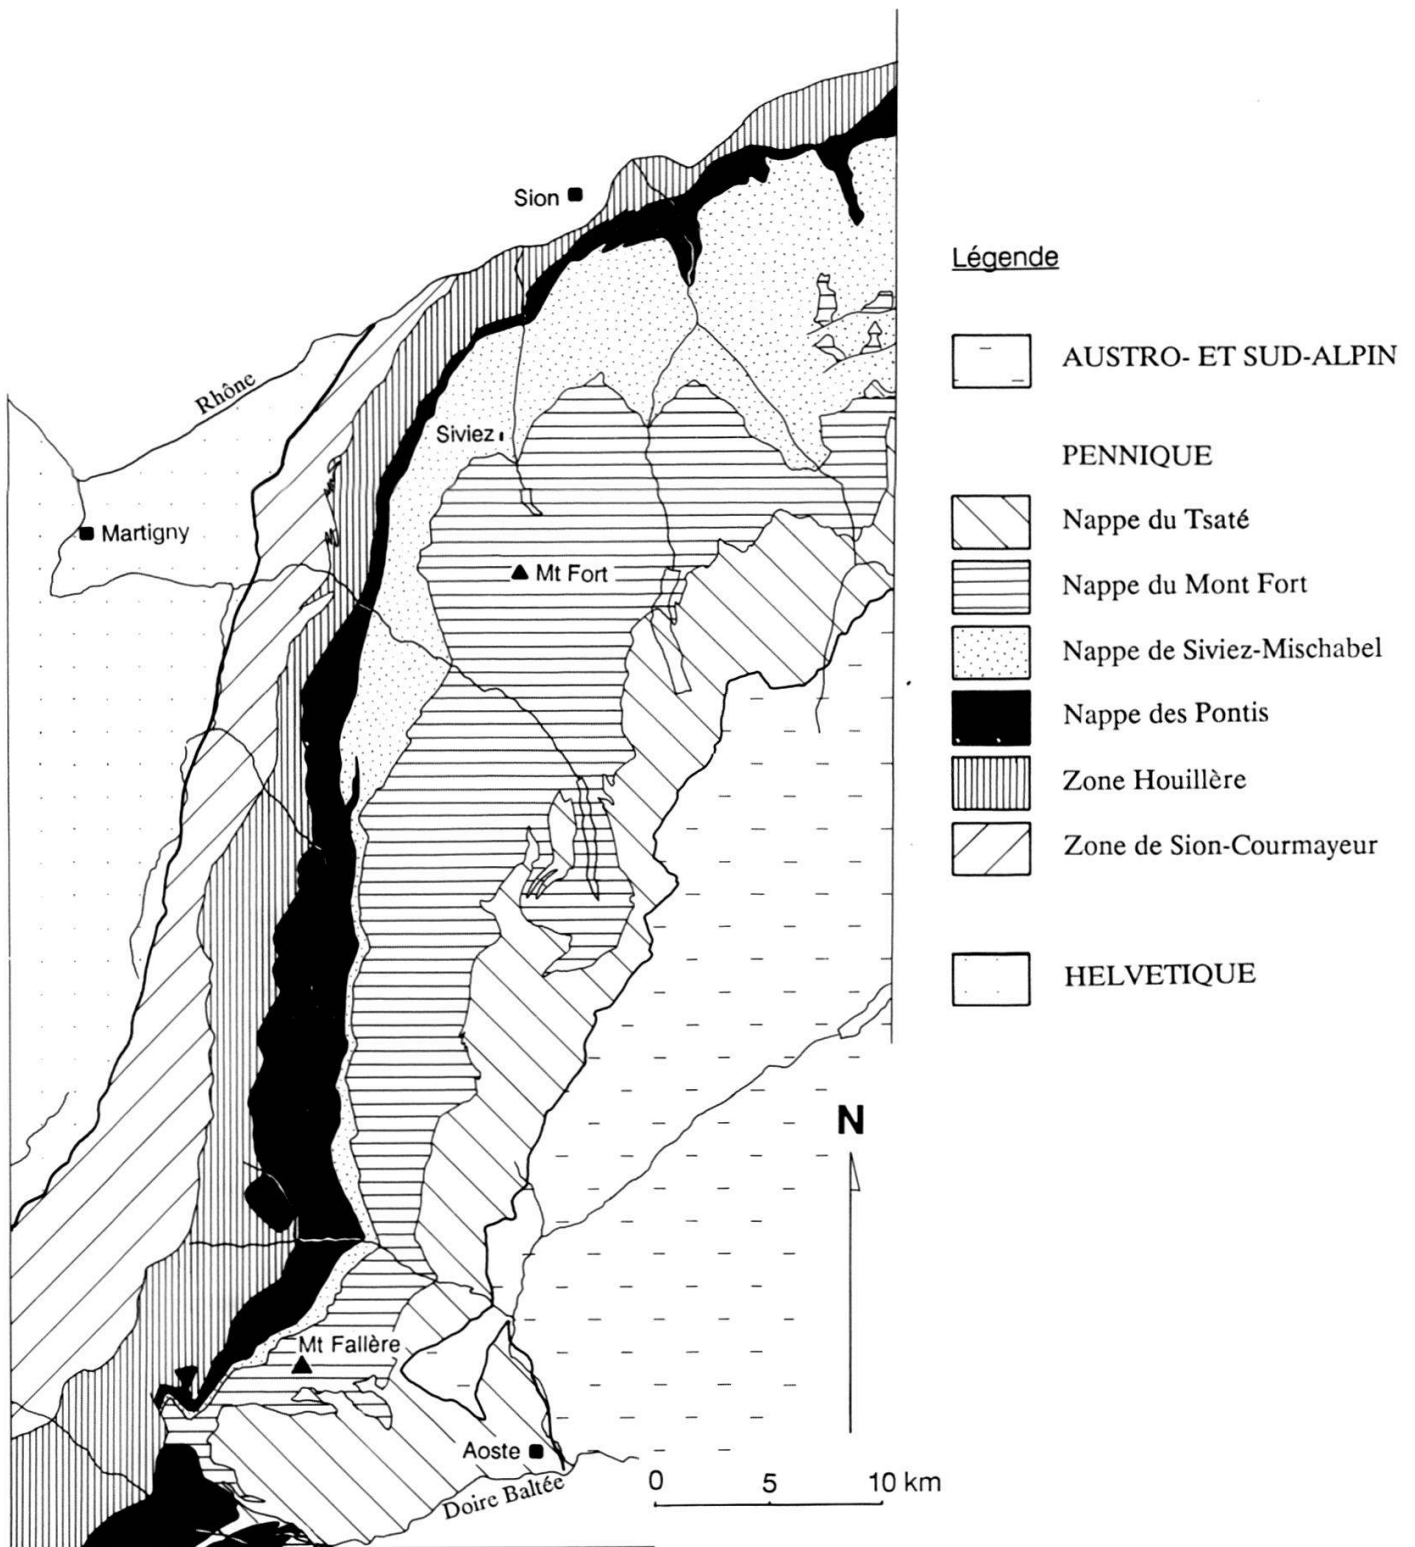 Sion
Rhône
Siviez
Martigny
Mt Fort
N
Mt Fallère
Aoste
Doire Baltée
0 5 10 km
Légende
AUSTRO- ET SUD-ALPIN
PENNIQUE
Nappe du Tsaté
Nappe du Mont Fort
Nappe de Siviez-Mischabel
Nappe des Pontis
Zone Houillère
Zone de Sion-Courmayeur
HELVETIQUE